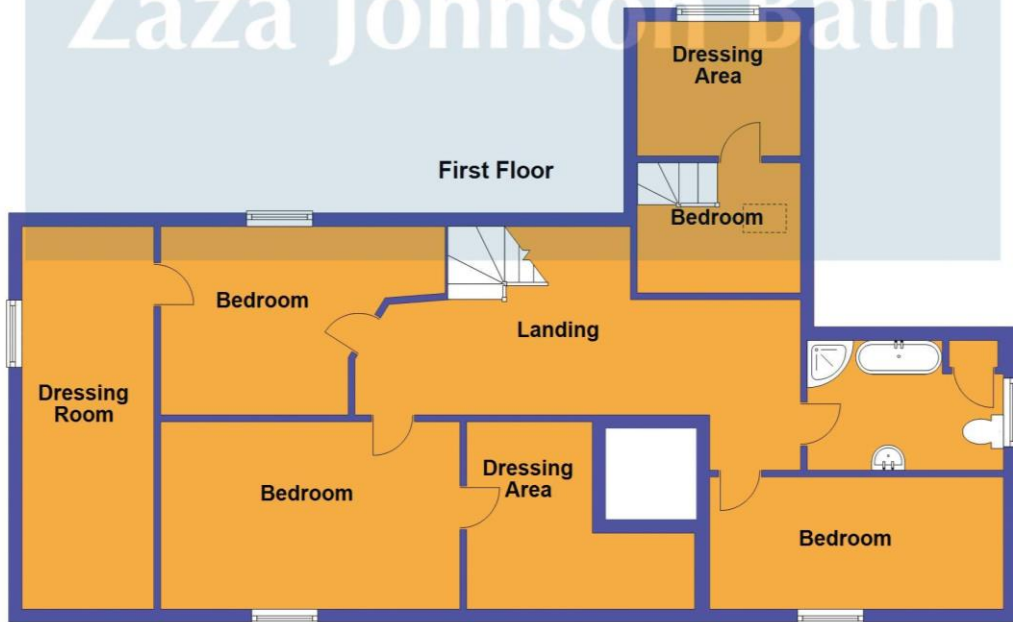 Zaza Johnson Bath
Dressing
Area
First Floor
Bedroom
Bedroom
Landing
Dressing
Room
Dressing
Area
Bedroom
Bedroom